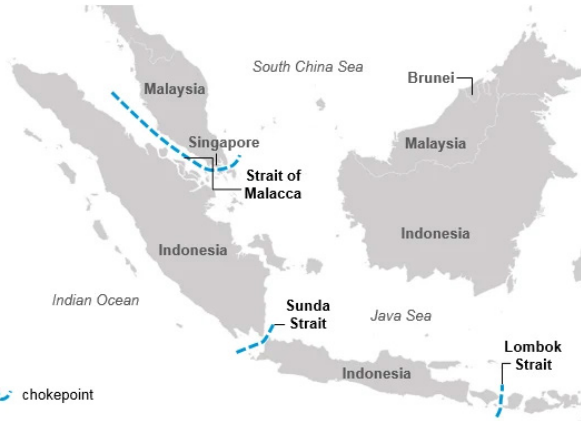 South China Sea
Brunei
Malaysia
Singapore
Malaysia
Strait of
Malacca
Indonesia
Indonesia
Indian Ocean
Sunda
Strait
Java Sea
Lombok
Strait
Indonesia
chokepoint